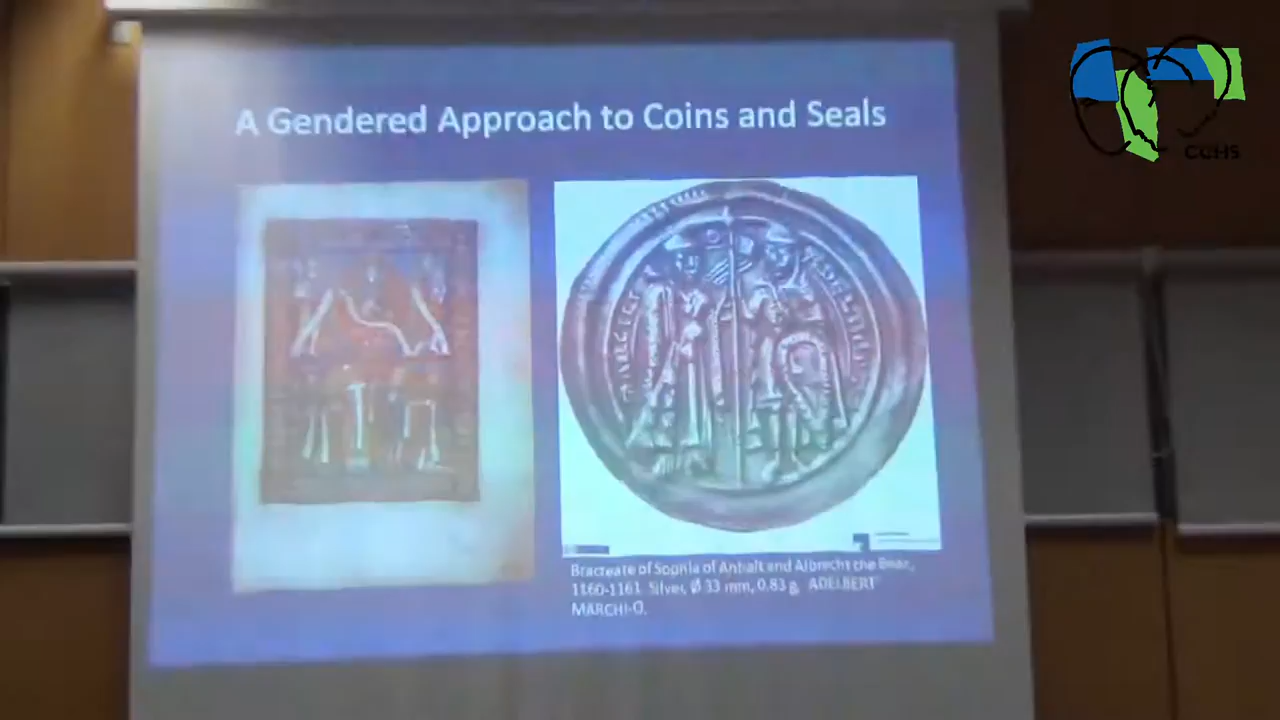 A Gendered Approach to Coins and Seals
Bracteate of Sophia of Anhalt and Albrecht the Bear,
1160-1161. Silver, Ø 33 mm, 0.83 g. ADELBERT
MARCHI-O.
CCHS